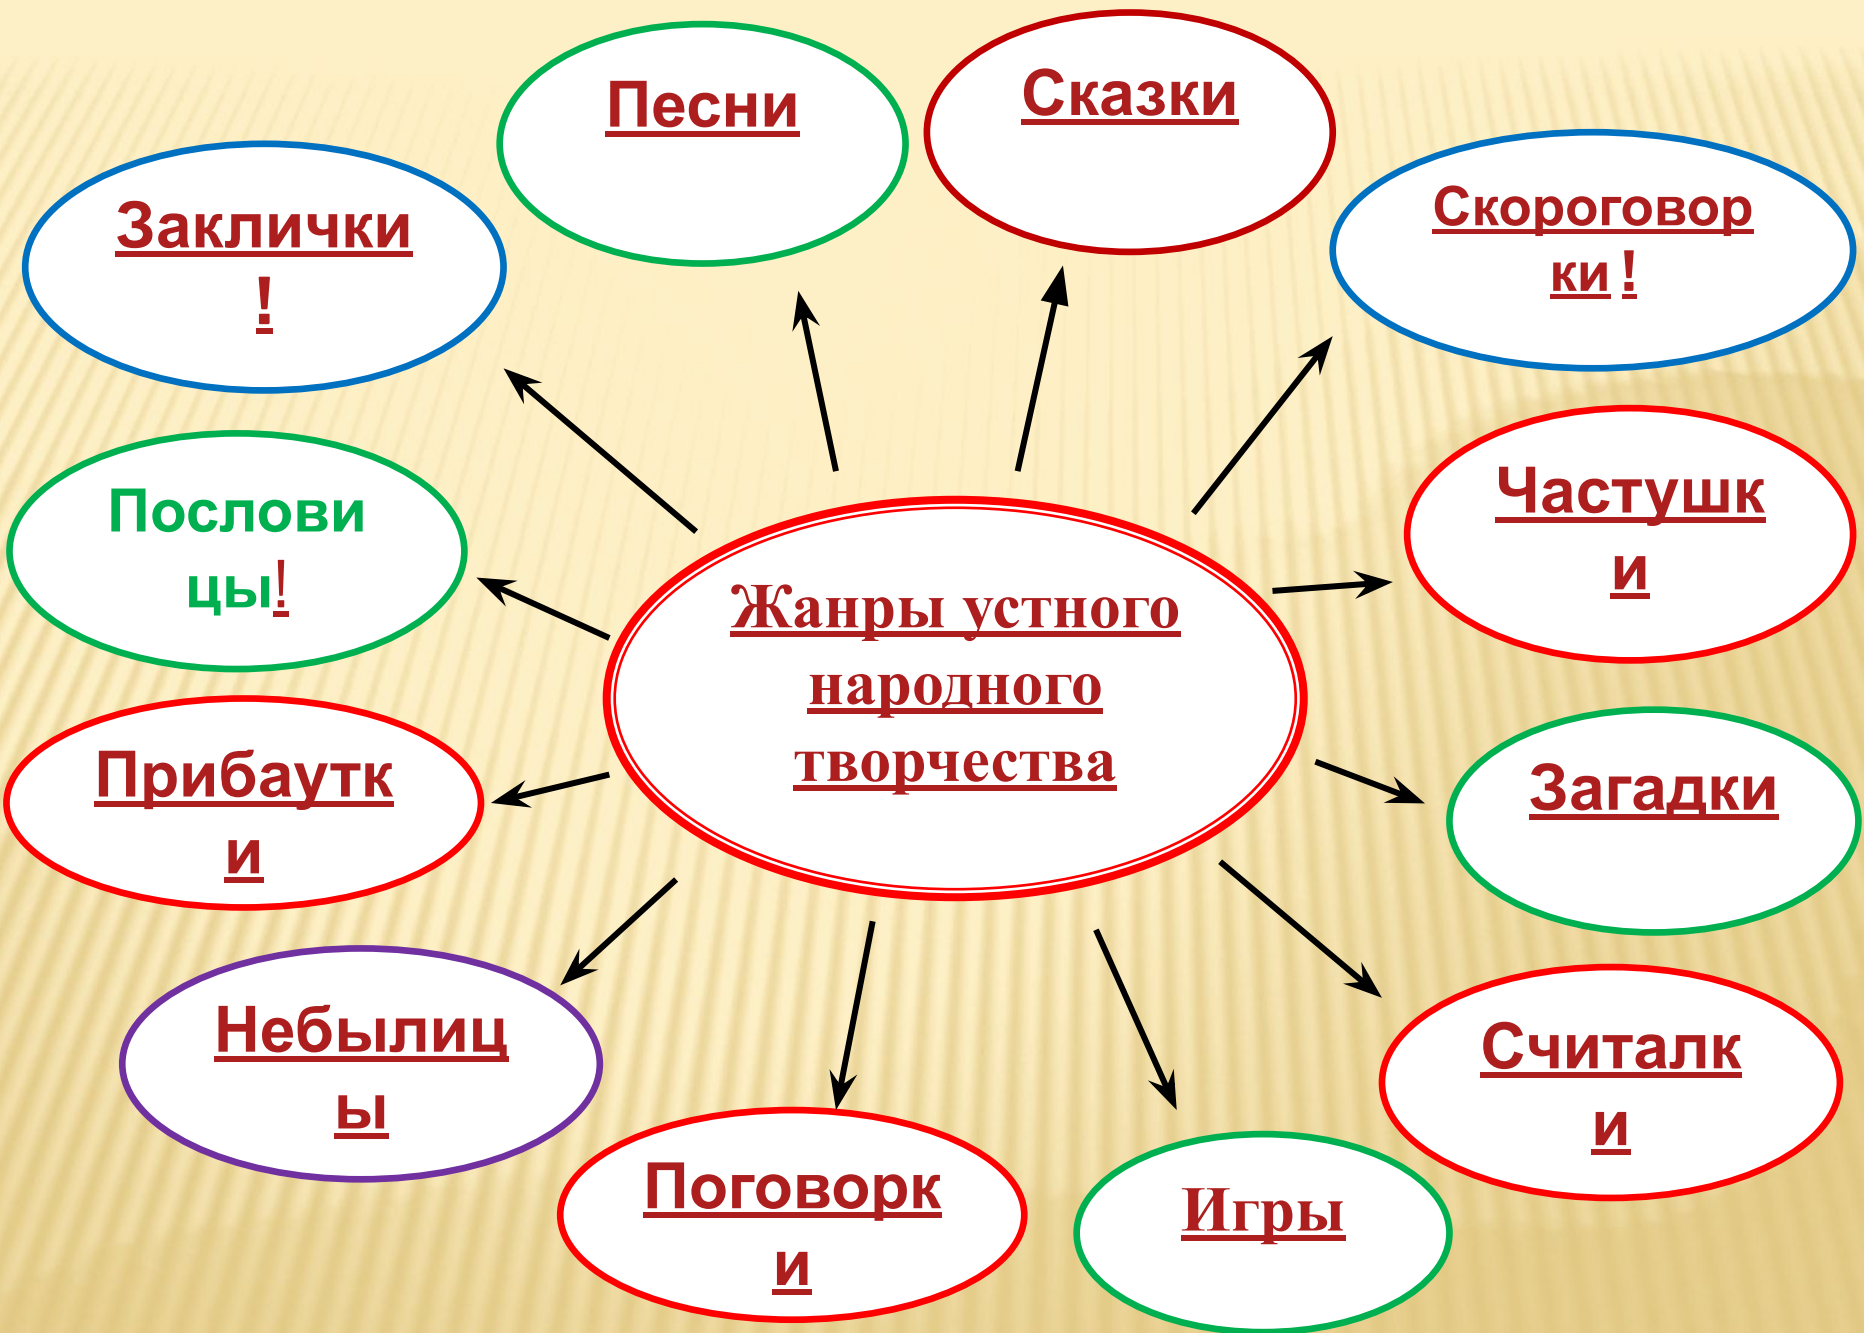 Песни
Сказки
Заклички
!
Скороговор
ки !
Частушк
и
Послови
цы!
Жанры устного
народного
творчества
Прибаутк
и
Загадки
Небылиц
ы
Считалк
и
Поговорк
и
Игры